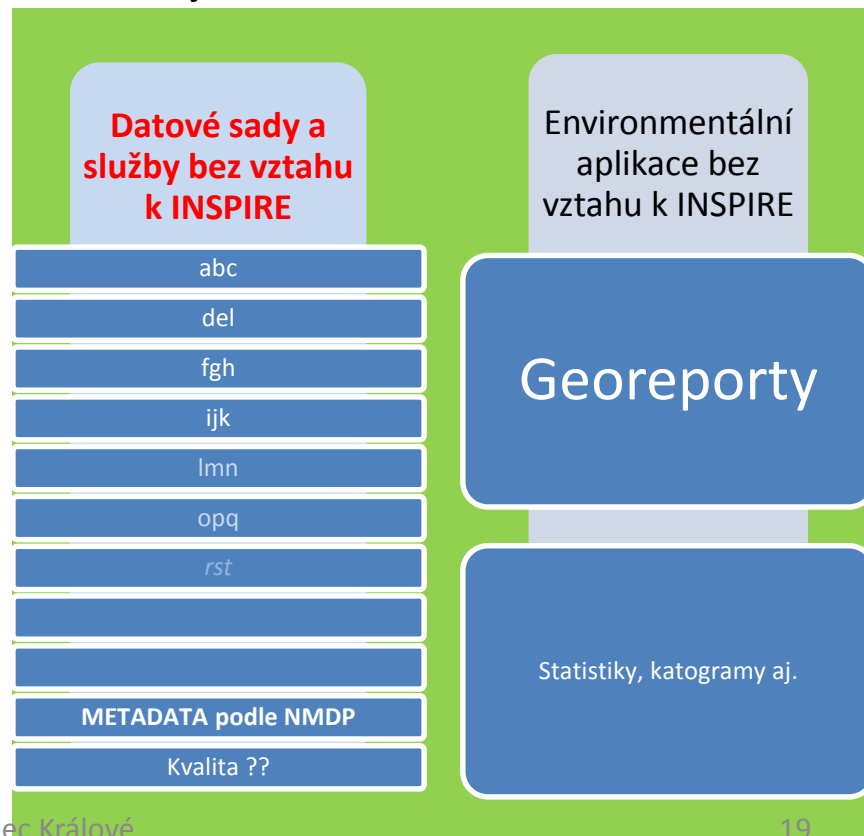 Datové sady a
služby bez vztahu
k INSPIRE
abc
del
fgh
ijk
lmn
opq
rst
METADATA podle NMDP
Kvalita ??
Environmentální
aplikace bez
vztahu k INSPIRE
Georeporty
Statistiky, katogramy aj.
ec Králové
19